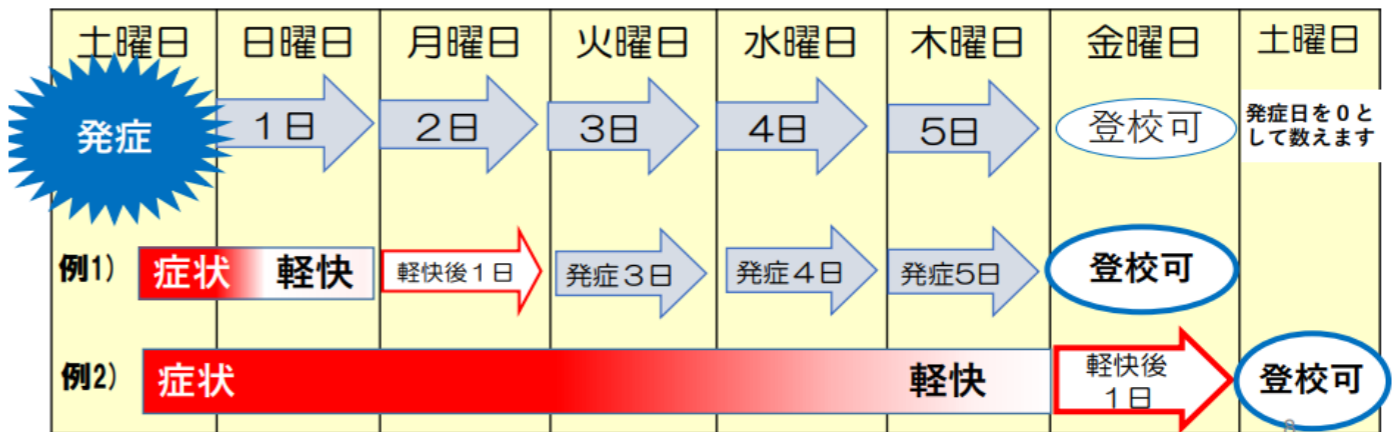 土曜日 日曜日 月曜日 火曜日 水曜日 木曜日 金曜日 土曜日
発症 1日 2日 3日 4日 5日 登校可
発症日を0と
して数えます
例1) 症状 軽快 軽快後1日 発症3日 発症4日 発症5日 登校可
例2) 症状 軽快
軽快後
1日
登校可